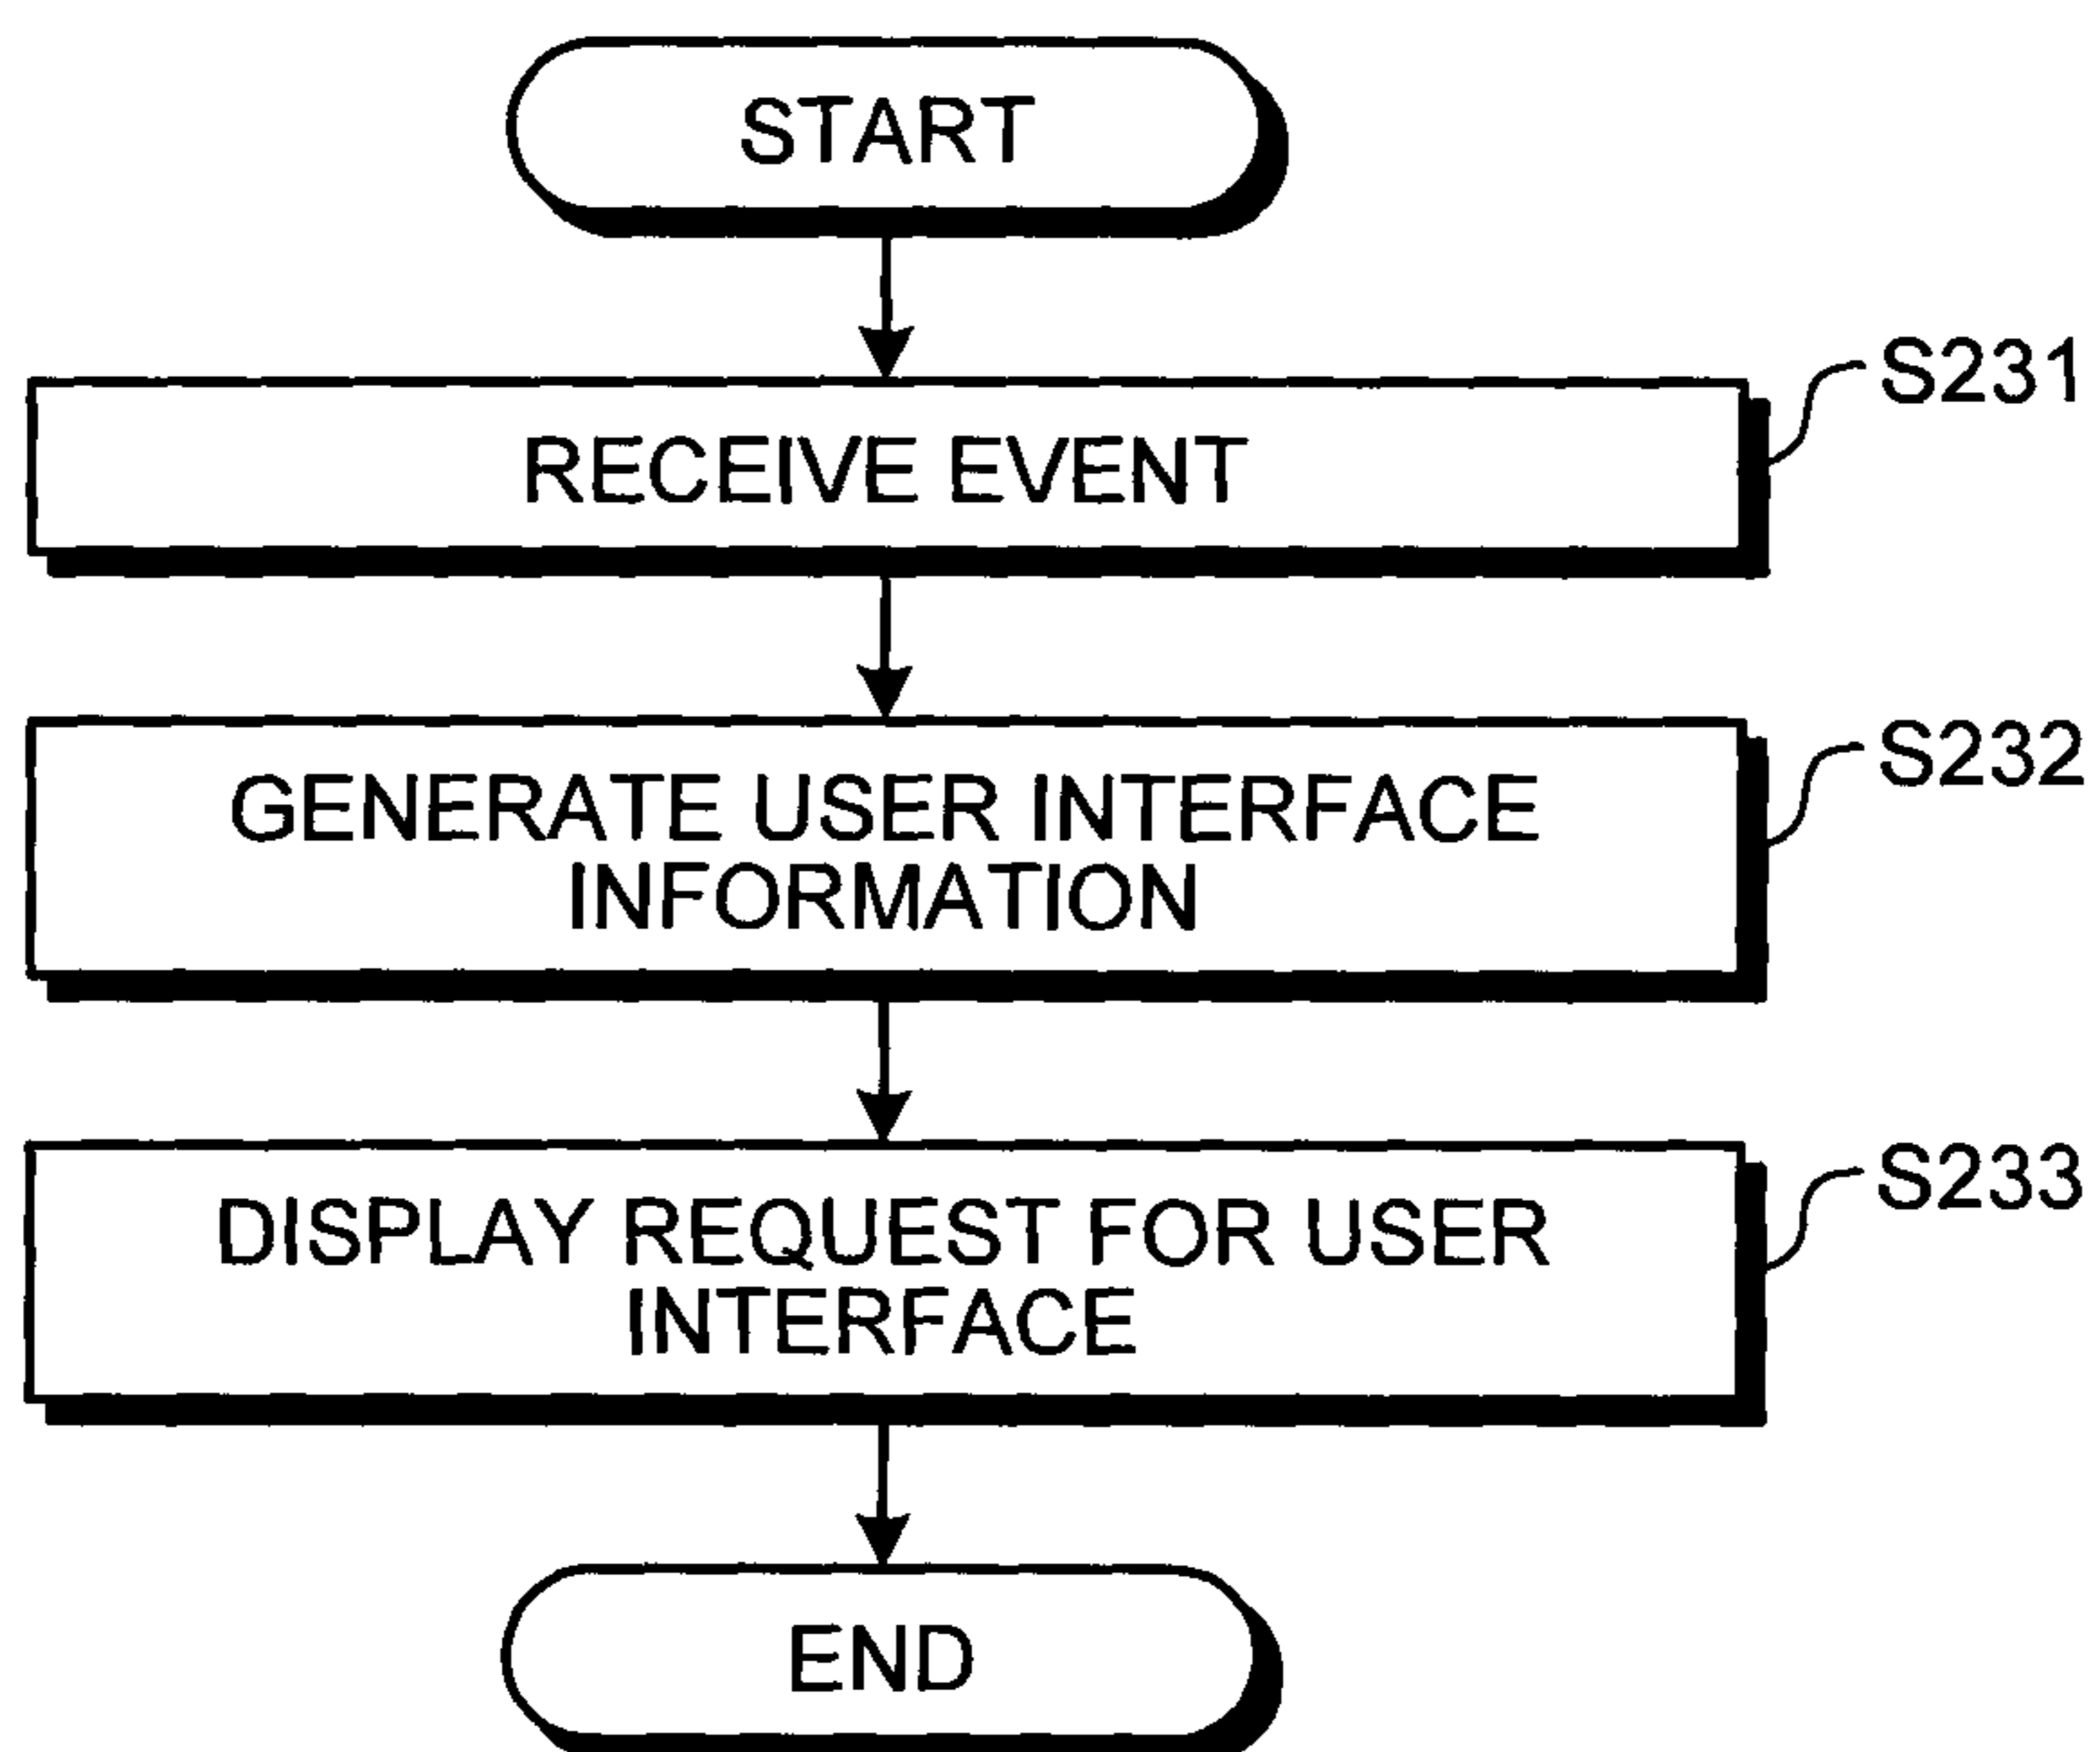 START
S231
RECEIVE EVENT
S232
GENERATE USER INTERFACE
INFORMATION
S233
DISPLAY REQUEST FOR USER
INTERFACE
END